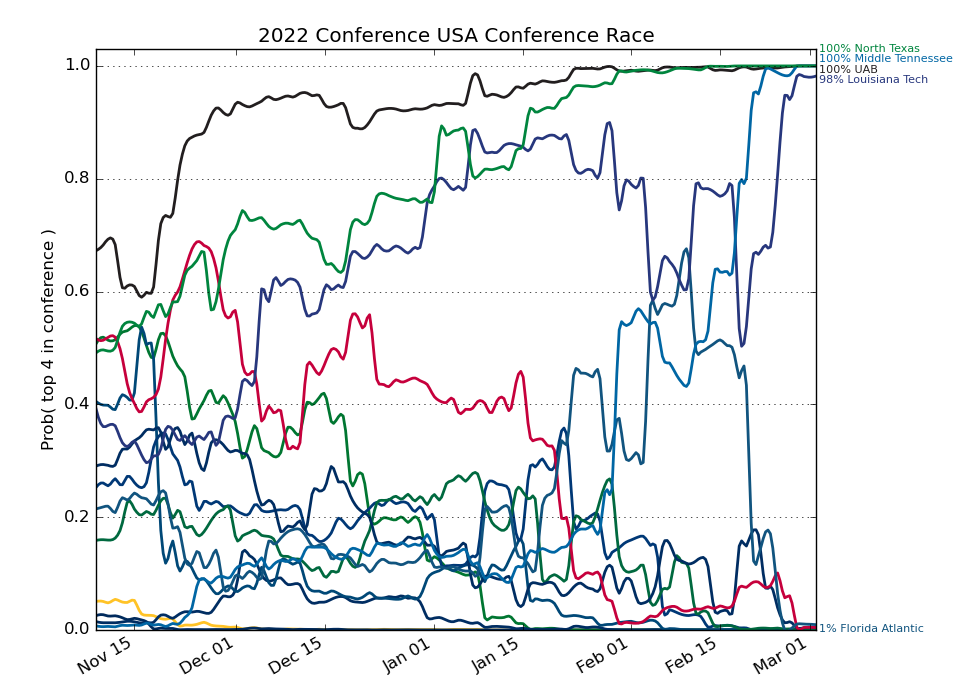 2022 Conference USA Conference Race
100% North Texas
100% Middle Tennessee
100% UAB
98% Louisiana Tech
1% Florida Atlantic
Prob( top 4 in conference )
1.0
0.8
0.6
0.4
0.2
0.0
Nov 15
Dec 01
Dec 15
Jan 01
Jan 15
Feb 01
Feb 15
Mar 01